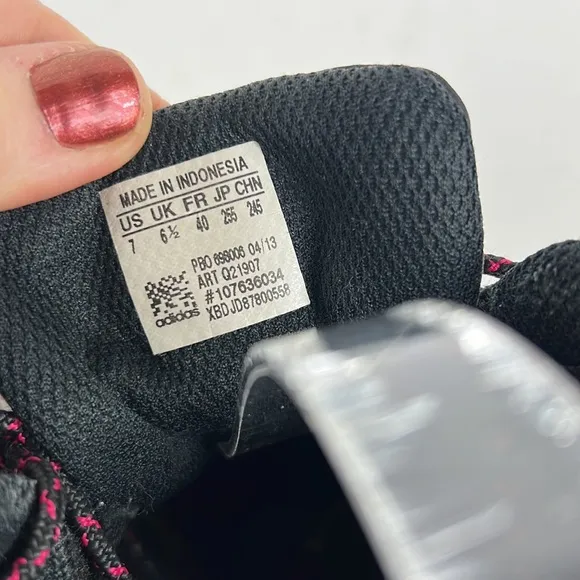 MADE IN INDONESIA
US UK FR JP CHN
7 6½ 40 255 245
PBO 698006 04/13
ART Q21907
#107636034
XBDJD87800558
adidas